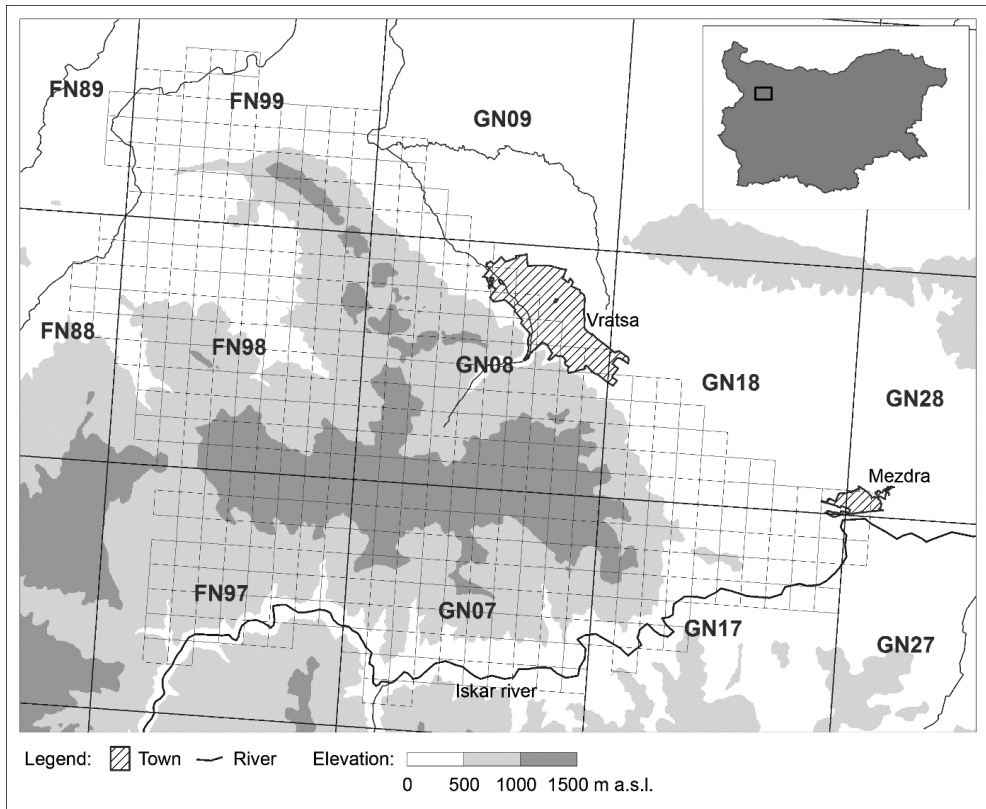 FN89
FN99
GN09
Vratsa
FN88
FN98
GN08
GN18
GN28
Mezdra
FN97
GN07
GN17
GN27
Iskar river
Legend: Town River Elevation:
0 500 1000 1500 m a.s.l.